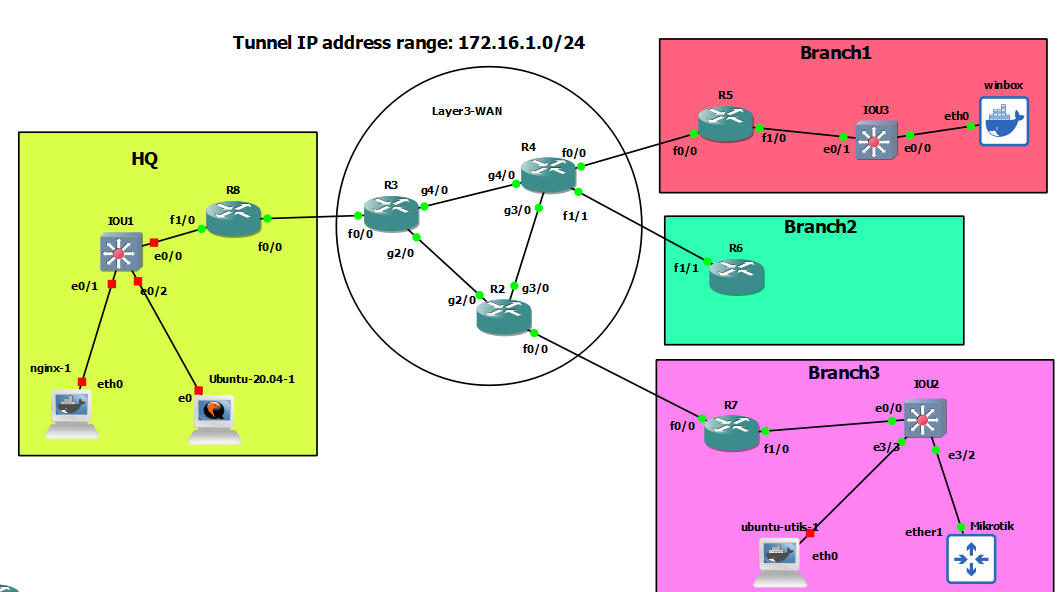 Tunnel IP address range: 172.16.1.0/24
HQ
R8
IOU1
f1/0
f0/0
e0/0
e0/1
e0/2
nginx-1
eth0
Ubuntu-20.04-1
e0
Layer3-WAN
R3
f0/0
g4/0
g2/0
R4
g4/0
f0/0
g3/0
f1/1
R2
g2/0
g3/0
f0/0
Branch1
R5
f0/0
f1/0
IOU3
e0/1
e0/0
winbox
eth0
Branch2
R6
f1/1
Branch3
R7
f0/0
f1/0
IOU2
e0/0
e3/3
e3/2
ubuntu-utils-1
eth0
ether1
Mikrotik